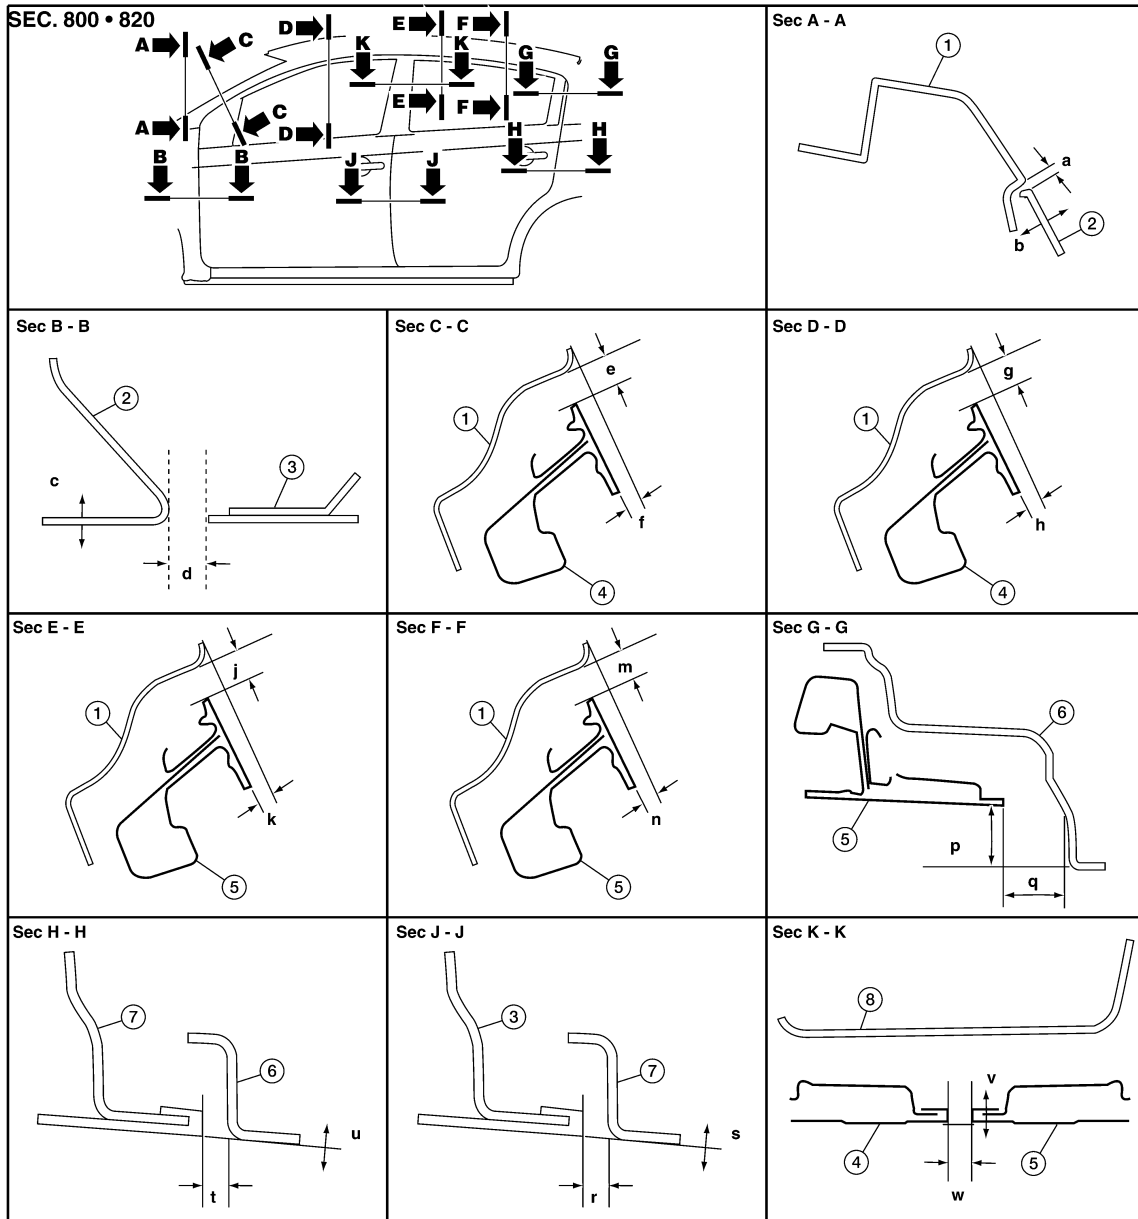 SEC. 800 • 820
A C D E F
K K G G
A C D E F
H H
B B J J
Sec A - A
1
a
b
2
Sec B - B
2
3
c
d
Sec C - C
e
1
f
4
Sec D - D
g
1
h
4
Sec E - E
j
1
k
5
Sec F - F
m
1
n
5
Sec G - G
6
5
p
q
Sec H - H
7
6
u
t
Sec J - J
3
7
s
r
Sec K - K
8
v
4
5
w